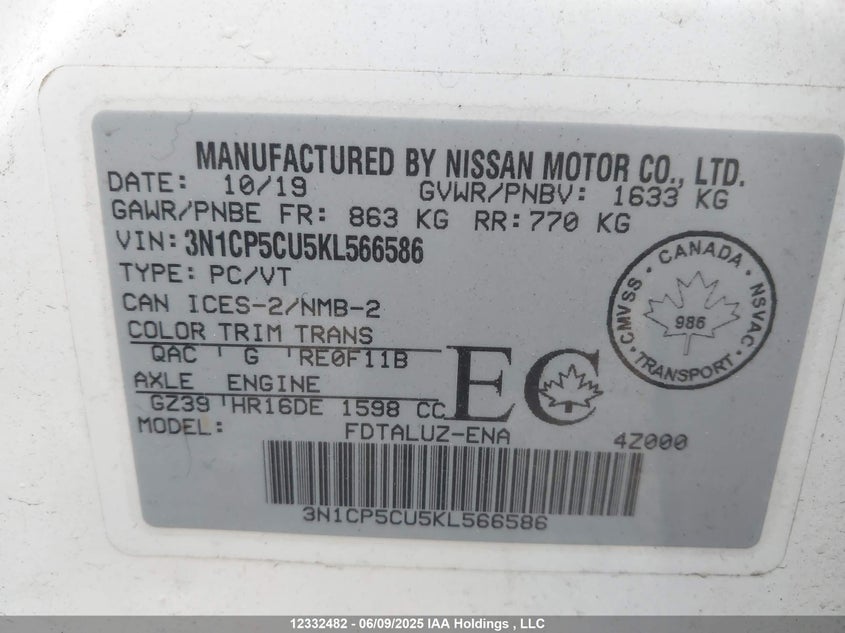 MANUFACTURED BY NISSAN MOTOR CO., LTD.
DATE: 10/19 GVWR/PNBV: 1633 KG
GAWR/PNBE FR: 863 KG RR: 770 KG
VIN: 3N1CP5CU5KL566586
TYPE: PC/VT
CAN ICES-2/NMB-2
COLOR TRIM TRANS
QAC G RE0F11B
AXLE ENGINE
GZ39 HR16DE 1598 CC
MODEL: FDTALUZ-ENA 4Z000
EC
CMVSS · CANADA · NSVAC · TRANSPORT ·
986
3N1CP5CU5KL566586
12332482 - 06/09/2025 IAA Holdings , LLC